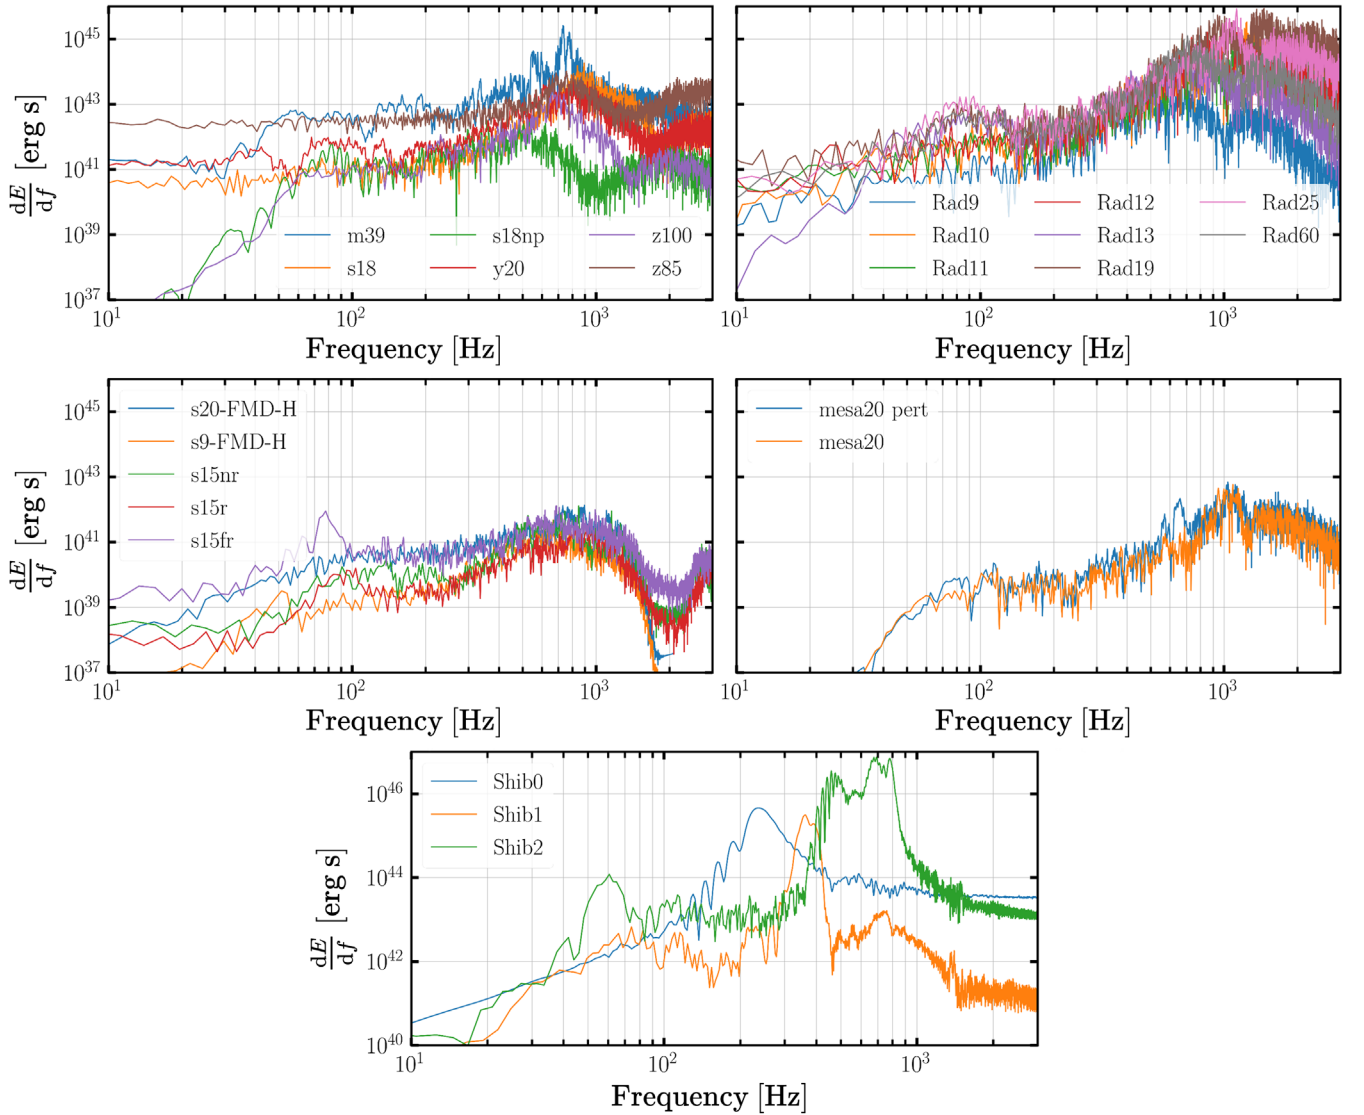 10^45
10^43
10^41
10^39
10^37
dE/df [erg s]
m39 s18np z100
s18 y20 z85
10^1 10^2 10^3
Frequency [Hz]
Rad9 Rad12 Rad25
Rad10 Rad13 Rad60
Rad11 Rad19
10^1 10^2 10^3
Frequency [Hz]
10^45
10^43
10^41
10^39
10^37
dE/df [erg s]
s20-FMD-H
s9-FMD-H
s15nr
s15r
s15fr
10^1 10^2 10^3
Frequency [Hz]
mesa20 pert
mesa20
10^1 10^2 10^3
Frequency [Hz]
10^46
10^44
10^42
10^40
dE/df [erg s]
Shib0
Shib1
Shib2
10^1 10^2 10^3
Frequency [Hz]